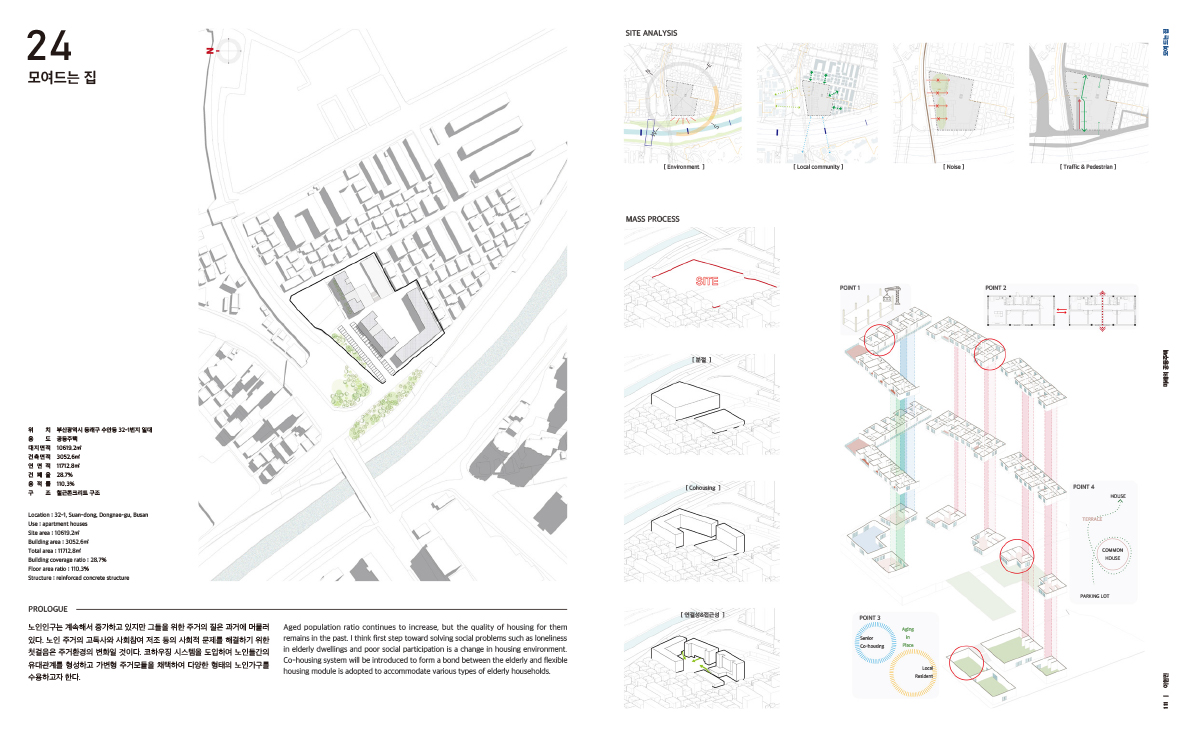 24
모여드는 집
N
위 치 부산광역시 동래구 수안동 32-1번지 일대
용 도 공동주택
대지면적 10619.2㎡
건축면적 3052.6㎡
연 면 적 11712.8㎡
건 폐 율 28.7%
용 적 률 110.3%
구 조 철근콘크리트 구조
Location : 32-1, Suan-dong, Dongnae-gu, Busan
Use : apartment houses
Site area : 10619.2㎡
Building area : 3052.6㎡
Total area : 11712.8㎡
Building coverage ratio : 28.7%
Floor area ratio : 110.3%
Structure : reinforced concrete structure
PROLOGUE
노인인구는 계속해서 증가하고 있지만 그들을 위한 주거의 질은 과거에 머물러
있다. 노인 주거의 고독사와 사회참여 저조 등의 사회적 문제를 해결하기 위한
첫걸음은 주거환경의 변화일 것이다. 코하우징 시스템을 도입하여 노인들간의
유대관계를 형성하고 가변형 주거모듈을 채택하여 다양한 형태의 노인가구를
수용하고자 한다.
Aged population ratio continues to increase, but the quality of housing for them
remains in the past. I think first step toward solving social problems such as loneliness
in elderly dwellings and poor social participation is a change in housing environment.
Co-housing system will be introduced to form a bond between the elderly and flexible
housing module is adopted to accommodate various types of elderly households.
SITE ANALYSIS
[ Environment ]
[ Local community ]
[ Noise ]
[ Traffic & Pedestrian ]
MASS PROCESS
SITE
[ 분절 ]
[ Cohousing ]
[ 연결성&접근성 ]
POINT 1
POINT 2
POINT 4
HOUSE
TERRACE
COMMON
HOUSE
PARKING LOT
POINT 3
Senior
Co-housing
Aging
In
Place
Local
Resident
모여드는 집
미래의 공동주택